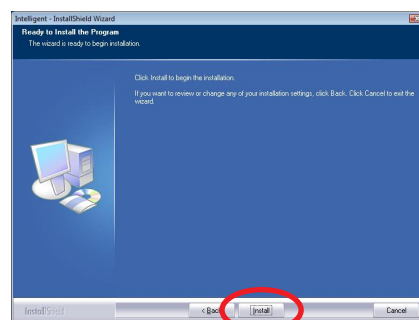 Intelligent - InstallShield Wizard
Ready to Install the Program
The wizard is ready to begin installation.
Click Install to begin the installation.
If you want to review or change any of your installation settings, click Back. Click Cancel to exit the
wizard.
InstallShield
< Back
Install
Cancel